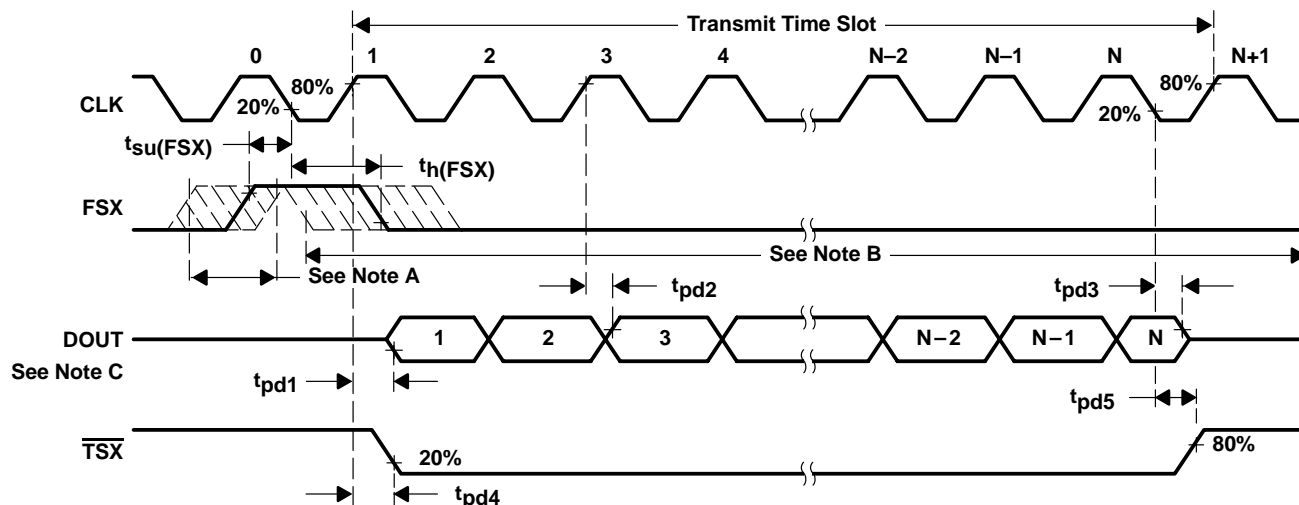 Transmit Time Slot
0 1 2 3 4 N–2 N–1 N N+1
80% 80%
CLK
20% 20%
tsu(FSX)
th(FSX)
FSX
See Note A
See Note B
tpd2
tpd3
DOUT
1 2 3 N–2 N–1 N
See Note C
tpd1
tpd5
TSX
20%
80%
tpd4